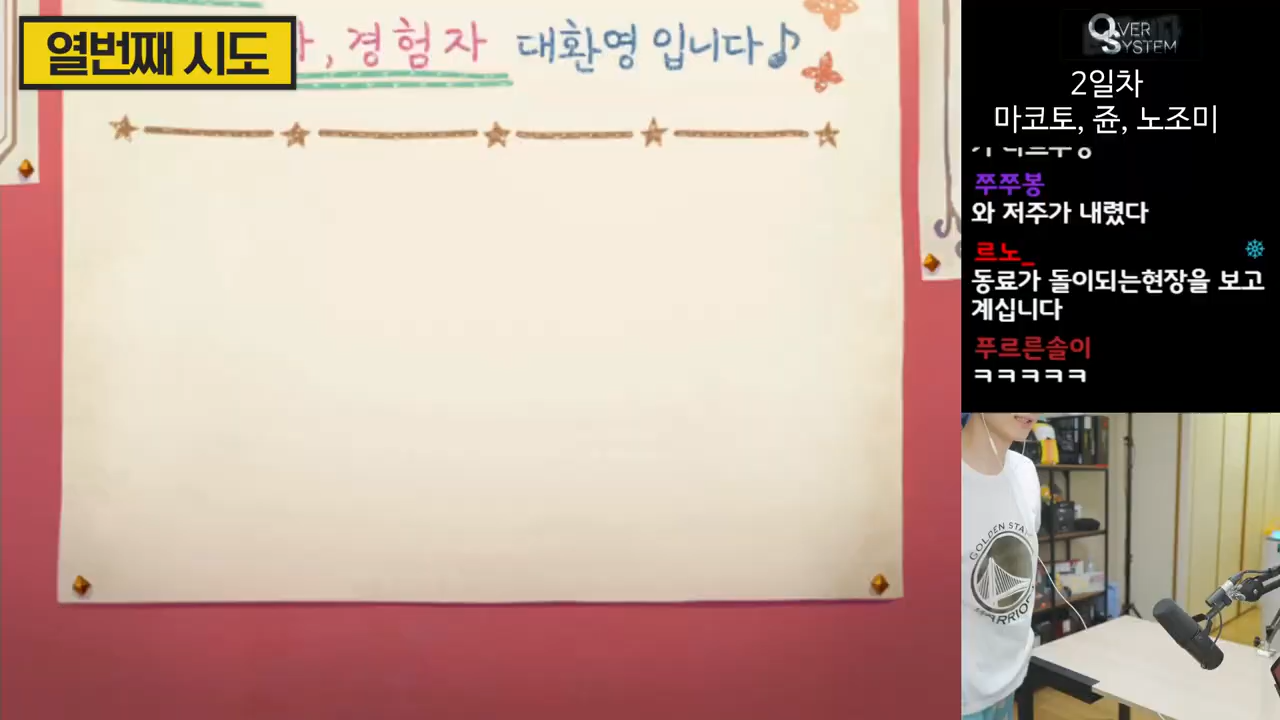 열번째 시도
, 경험자 대환영 입니다♪
OVER
SYSTEM
2일차
마코토, 쥰, 노조미
쭈쭈봉
와 저주가 내렸다
르노_
동료가 돌이되는현장을 보고
계십니다
푸르른솔이
ㅋㅋㅋㅋㅋ
GOLDEN STA
WARRIO